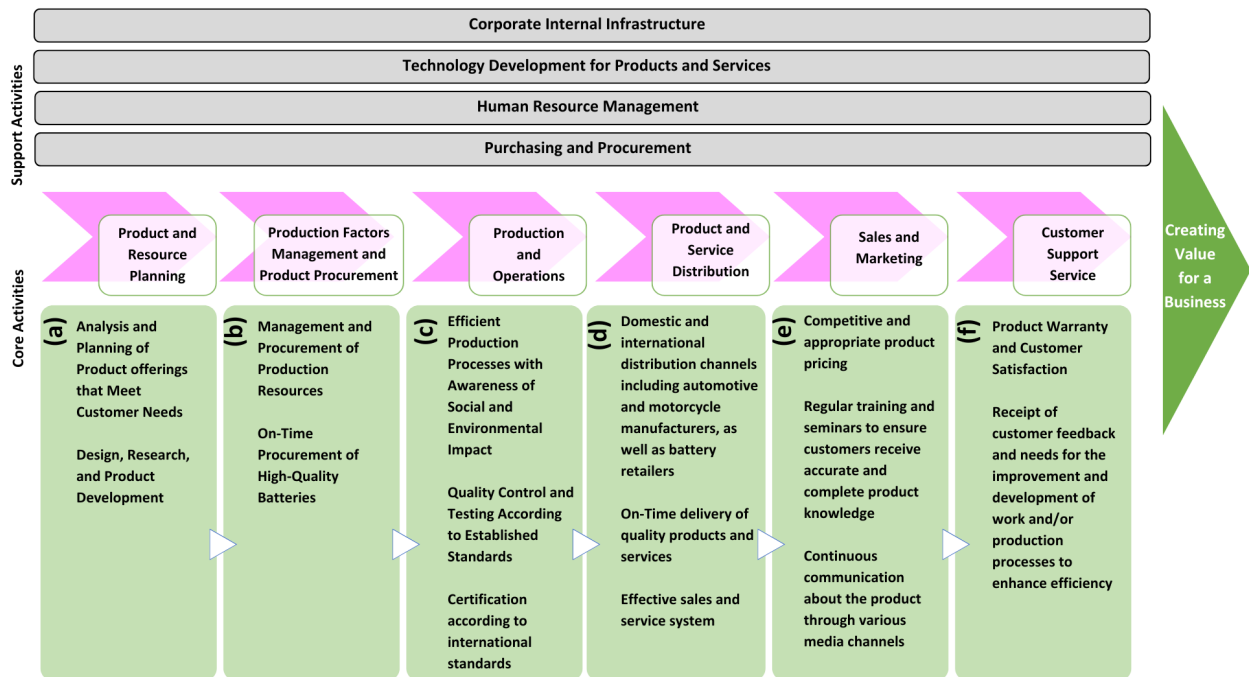 Support Activities
Corporate Internal Infrastructure
Technology Development for Products and Services
Human Resource Management
Purchasing and Procurement
Core Activities
Product and
Resource
Planning
Production Factors
Management and
Product Procurement
Production
and
Operations
Product and
Service
Distribution
Sales and
Marketing
Customer
Support
Service
Creating
Value
for a
Business
(a)
Analysis and
Planning of
Product offerings
that Meet
Customer Needs
Design, Research,
and Product
Development
(b)
Management and
Procurement of
Production
Resources
On-Time
Procurement of
High-Quality
Batteries
(c)
Efficient
Production
Processes with
Awareness of
Social and
Environmental
Impact
Quality Control and
Testing According
to Established
Standards
Certification
according to
international
standards
(d)
Domestic and
international
distribution channels
including automotive
and motorcycle
manufacturers, as
well as battery
retailers
On-Time delivery of
quality products and
services
Effective sales and
service system
(e)
Competitive and
appropriate product
pricing
Regular training and
seminars to ensure
customers receive
accurate and
complete product
knowledge
Continuous
communication
about the product
through various
media channels
(f)
Product Warranty
and Customer
Satisfaction
Receipt of
customer feedback
and needs for the
improvement and
development of
work and/or
production
processes to
enhance efficiency